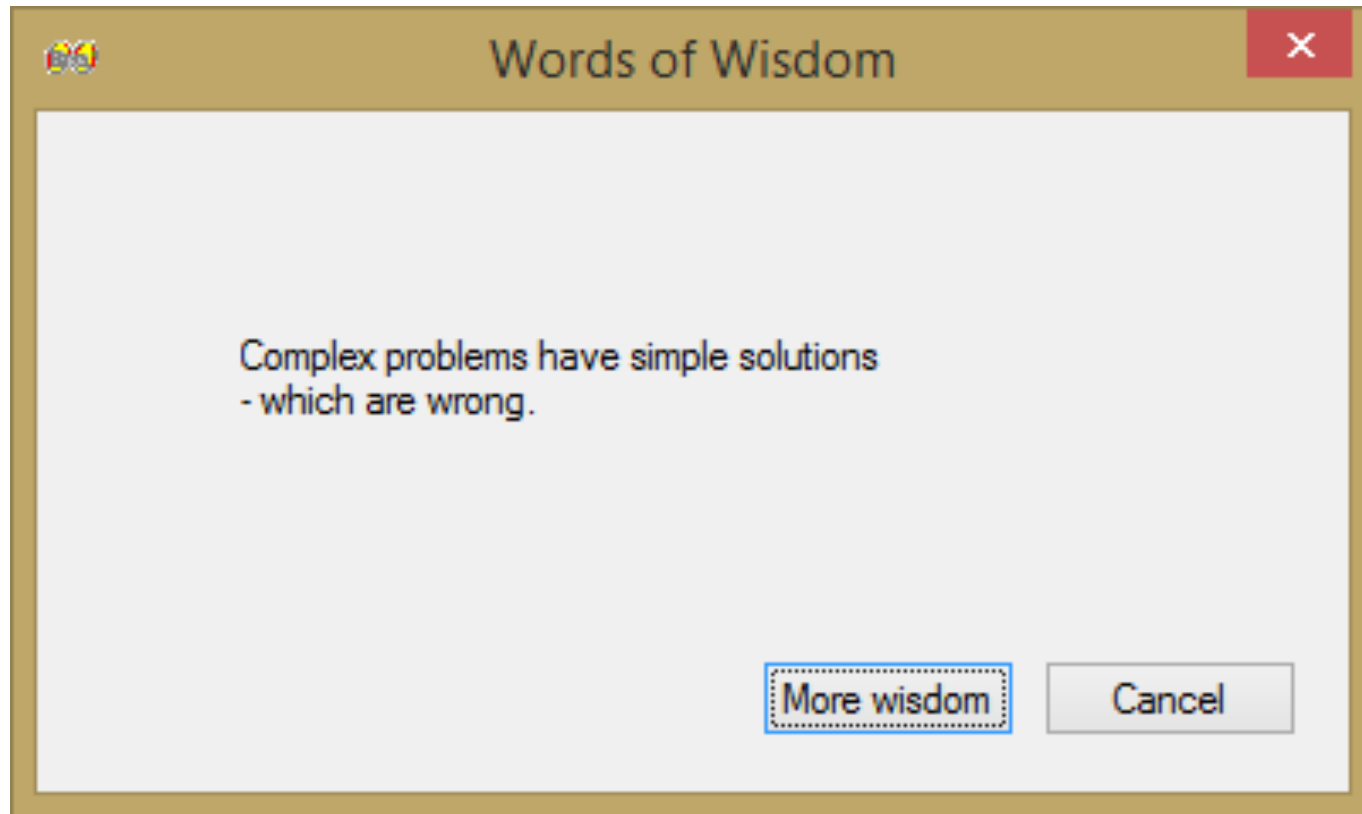 Words of Wisdom
Complex problems have simple solutions
- which are wrong.
More wisdom
Cancel